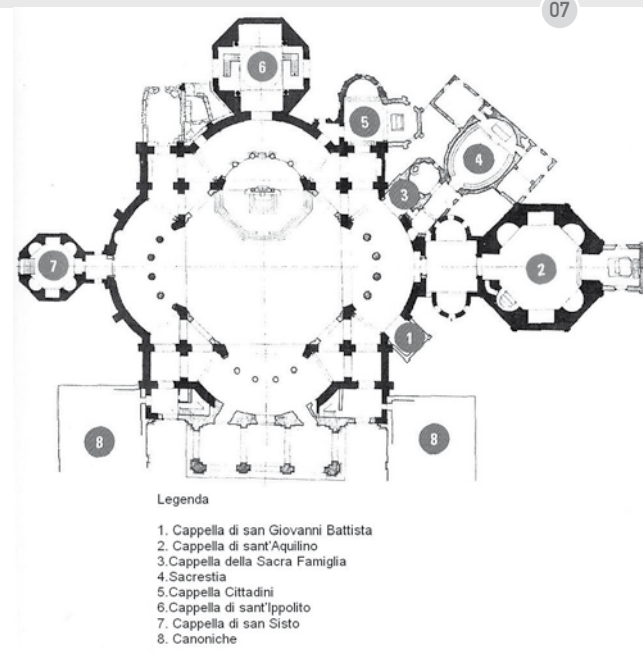 07
6
5
4
3
7
2
1
8
8
Legenda
1. Cappella di san Giovanni Battista
2. Cappella di sant'Aquilino
3.Cappella della Sacra Famiglia
4.Sacrestia
5.Cappella Cittadini
6.Cappella di sant'Ippolito
7. Cappella di san Sisto
8. Canoniche